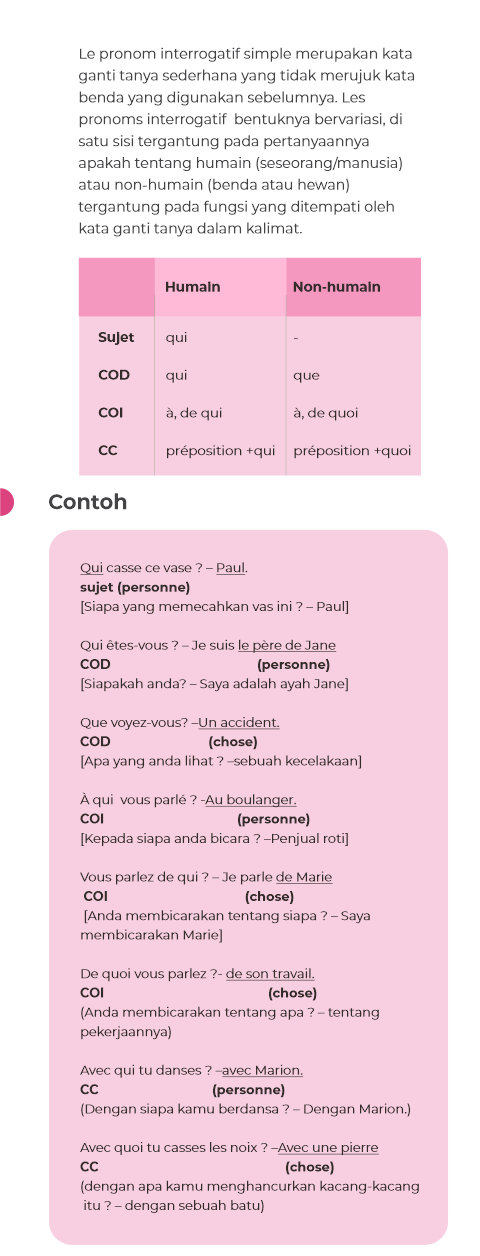 Le pronom interrogatif simple merupakan kata
ganti tanya sederhana yang tidak merujuk kata
benda yang digunakan sebelumnya. Les
pronoms interrogatif  bentuknya bervariasi, di
satu sisi tergantung pada pertanyaannya
apakah tentang humain (seseorang/manusia)
atau non-humain (benda atau hewan)
tergantung pada fungsi yang ditempati oleh
kata ganti tanya dalam kalimat.
Humain Non-humain
Sujet qui -
COD qui que
COI à, de qui à, de quoi
CC préposition +qui préposition +quoi
Contoh
Qui casse ce vase ? – Paul.
sujet (personne)
[Siapa yang memecahkan vas ini ? – Paul]
Qui êtes-vous ? – Je suis le père de Jane
COD (personne)
[Siapakah anda? – Saya adalah ayah Jane]
Que voyez-vous? –Un accident.
COD (chose)
[Apa yang anda lihat ? –sebuah kecelakaan]
À qui  vous parlé ? -Au boulanger.
COI (personne)
[Kepada siapa anda bicara ? –Penjual roti]
Vous parlez de qui ? – Je parle de Marie
COI (chose)
[Anda membicarakan tentang siapa ? – Saya
membicarakan Marie]
De quoi vous parlez ?- de son travail.
COI (chose)
(Anda membicarakan tentang apa ? – tentang
pekerjaannya)
Avec qui tu danses ? –avec Marion.
CC (personne)
(Dengan siapa kamu berdansa ? – Dengan Marion.)
Avec quoi tu casses les noix ? –Avec une pierre
CC (chose)
(dengan apa kamu menghancurkan kacang-kacang
itu ? – dengan sebuah batu)